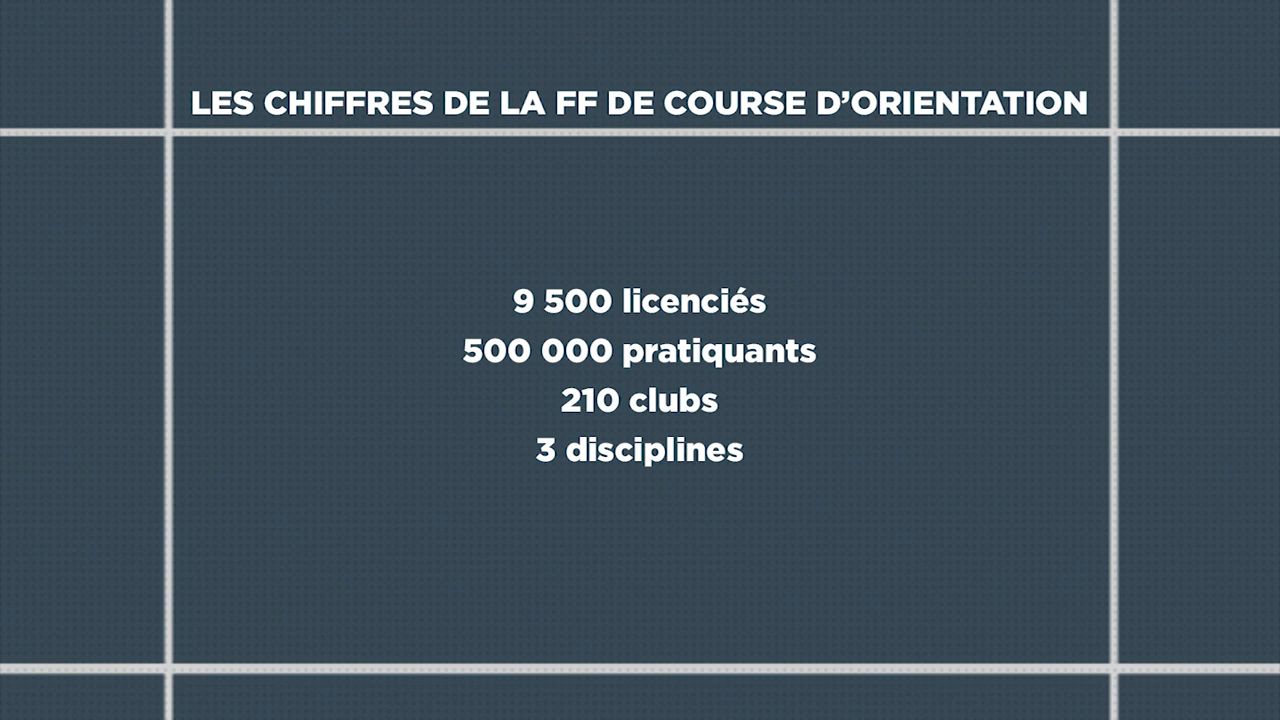 LES CHIFFRES DE LA FF DE COURSE D’ORIENTATION
9 500 licenciés
500 000 pratiquants
210 clubs
3 disciplines